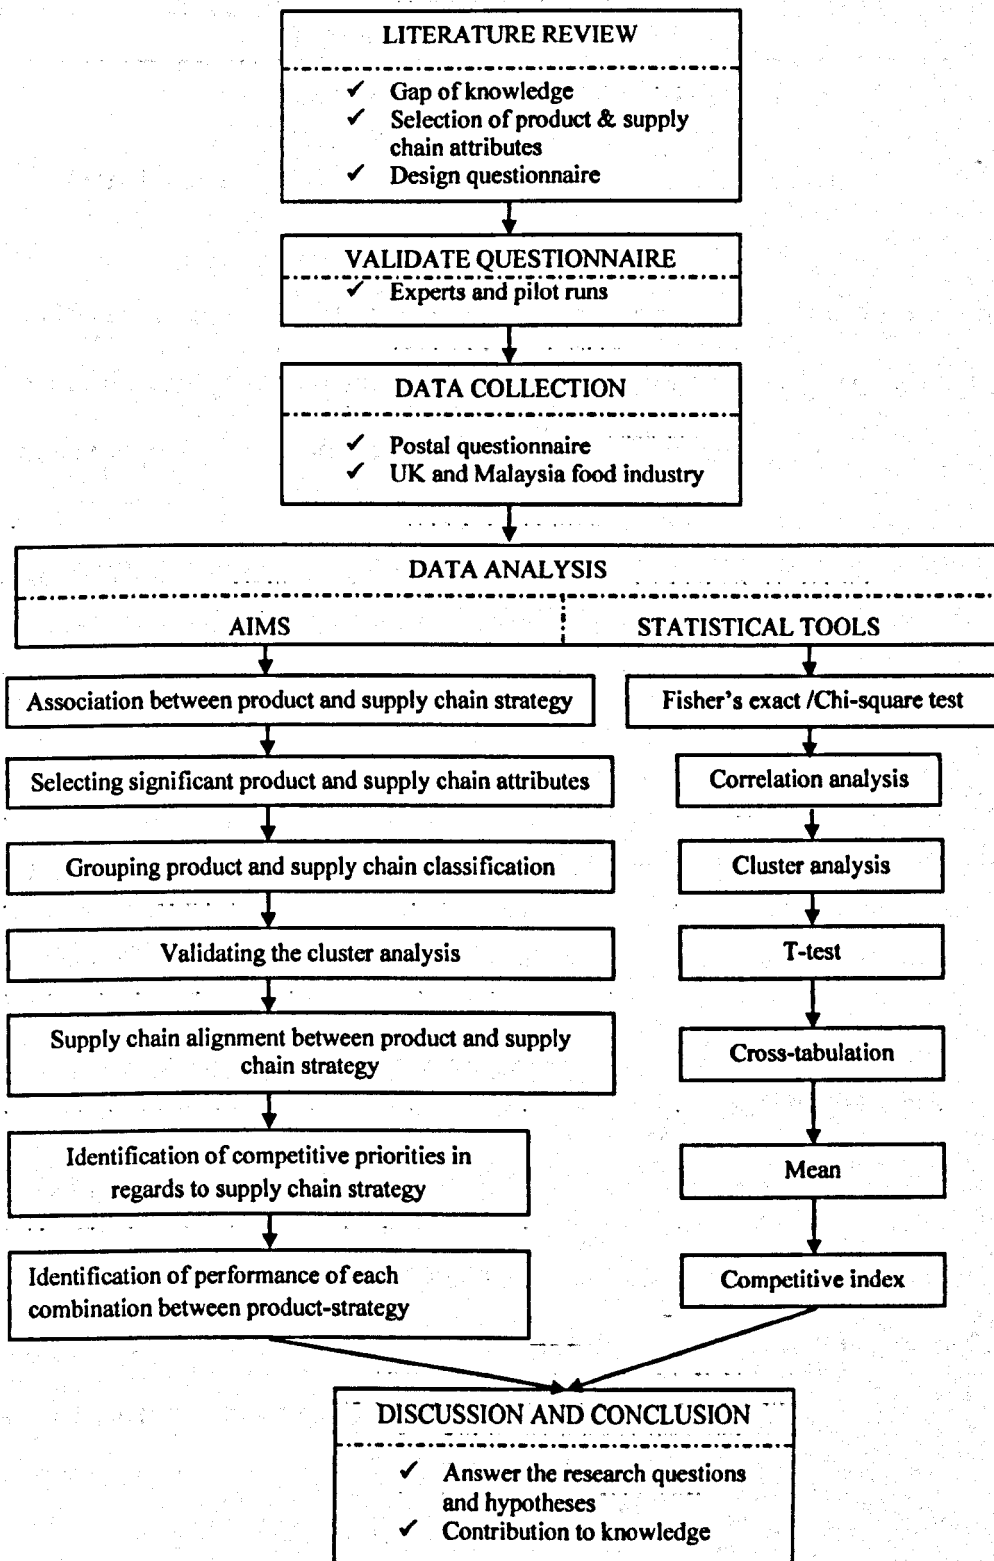 LITERATURE REVIEW
✓ Gap of knowledge
✓ Selection of product & supply
chain attributes
✓ Design questionnaire
VALIDATE QUESTIONNAIRE
✓ Experts and pilot runs
DATA COLLECTION
✓ Postal questionnaire
✓ UK and Malaysia food industry
DATA ANALYSIS
AIMS
STATISTICAL TOOLS
Association between product and supply chain strategy
Fisher's exact /Chi-square test
Selecting significant product and supply chain attributes
Correlation analysis
Grouping product and supply chain classification
Cluster analysis
Validating the cluster analysis
T-test
Supply chain alignment between product and supply
chain strategy
Cross-tabulation
Identification of competitive priorities in
regards to supply chain strategy
Mean
Identification of performance of each
combination between product-strategy
Competitive index
DISCUSSION AND CONCLUSION
✓ Answer the research questions
and hypotheses
✓ Contribution to knowledge